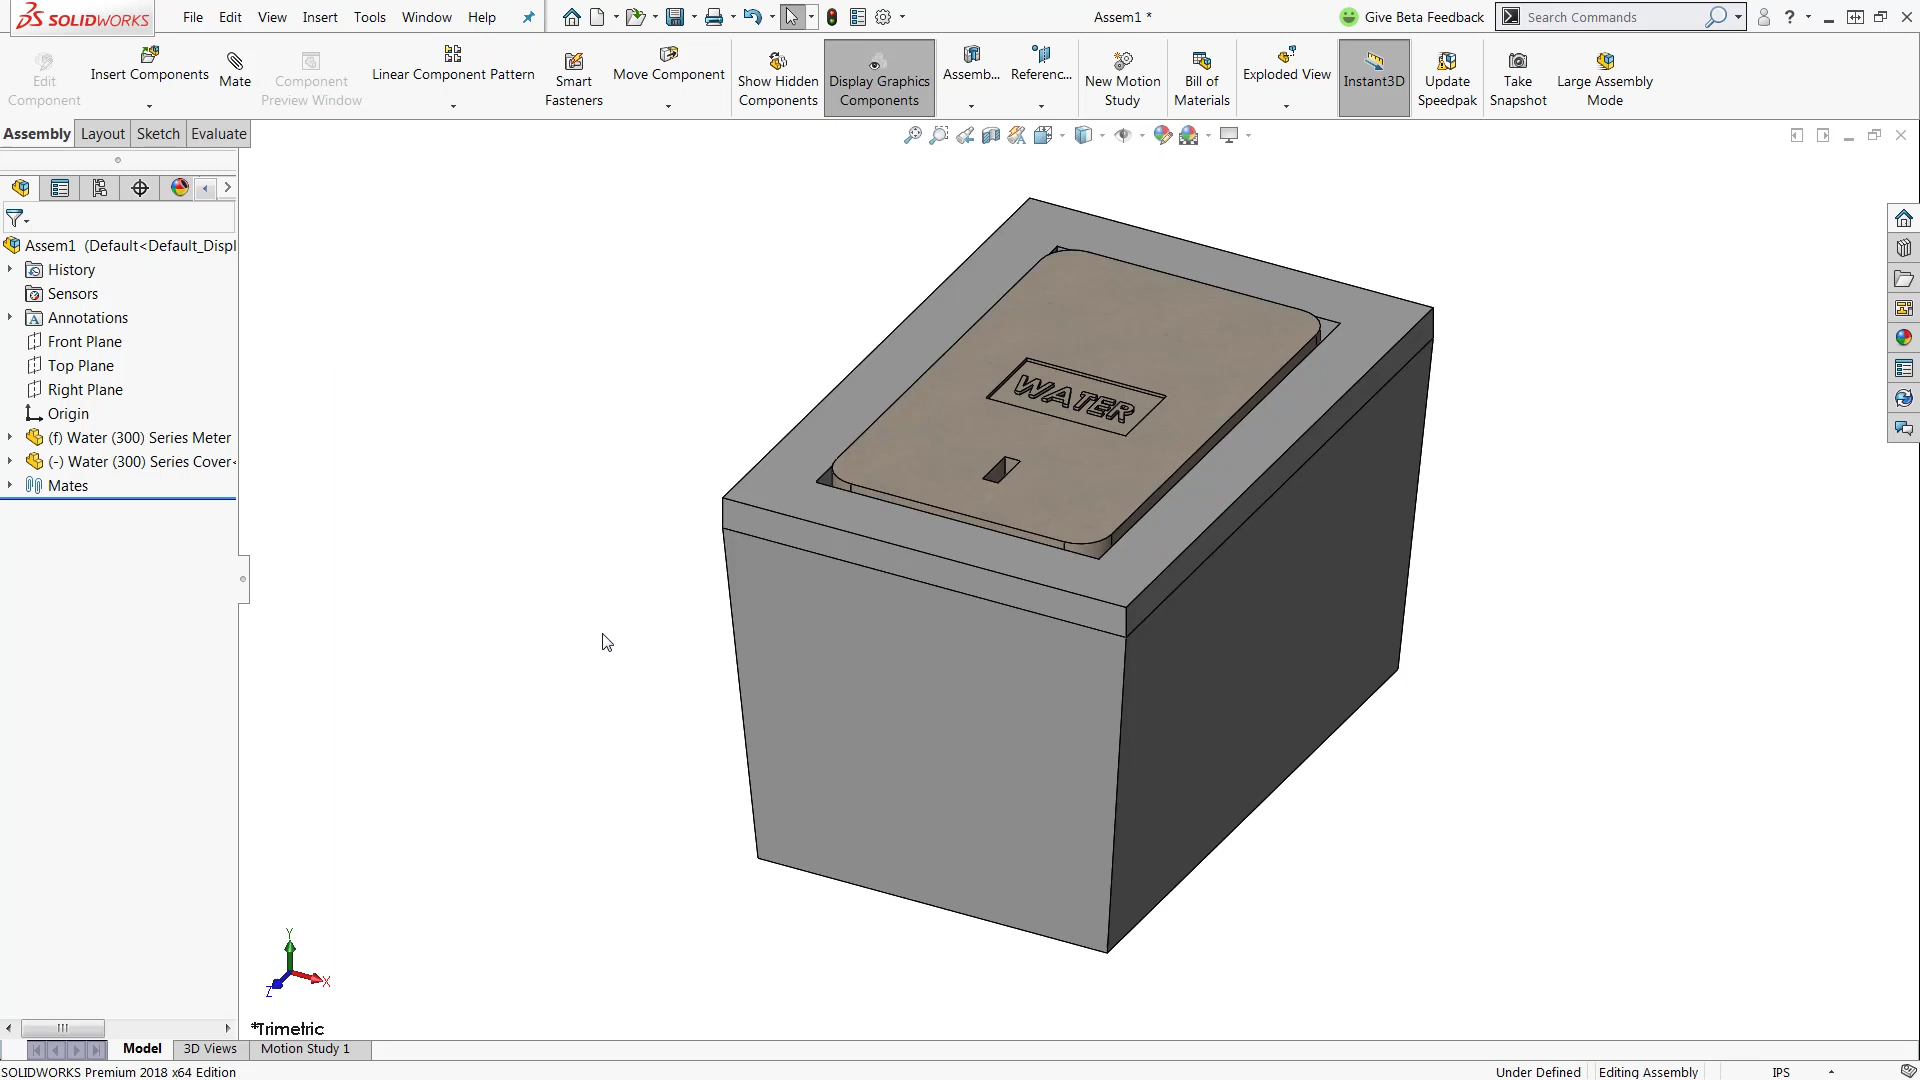 SOLIDWORKS
File Edit View Insert Tools Window Help
Assem1 *
Give Beta Feedback
Search Commands
?
Edit Component
Insert Components
Mate
Component Preview Window
Linear Component Pattern
Smart Fasteners
Move Component
Show Hidden Components
Display Graphics Components
Assemb...
Referenc...
New Motion Study
Bill of Materials
Exploded View
Instant3D
Update Speedpak
Take Snapshot
Large Assembly Mode
Assembly Layout Sketch Evaluate
Assem1 (Default<Default_Displ
History
Sensors
Annotations
Front Plane
Top Plane
Right Plane
Origin
(f) Water (300) Series Meter
(-) Water (300) Series Cover<
Mates
WATER
Y
X
Z
*Trimetric
Model 3D Views Motion Study 1
SOLIDWORKS Premium 2018 x64 Edition
Under Defined Editing Assembly IPS